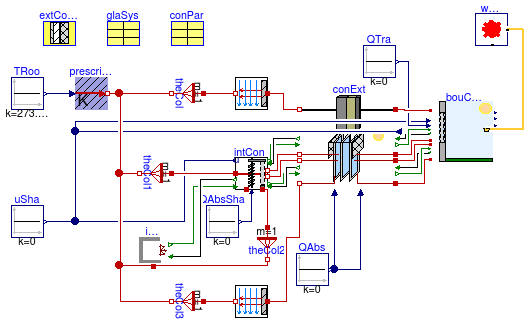 extCo...
glaSys
conPar
w...
QTra
k=0
TRoo
k=273....
prescri...
K
theCol
conExt
bouC...
theCol1
intCon
uSha
k=0
QAbsSha
k=0
i...
m=1
theCol2
QAbs
k=0
theCol3